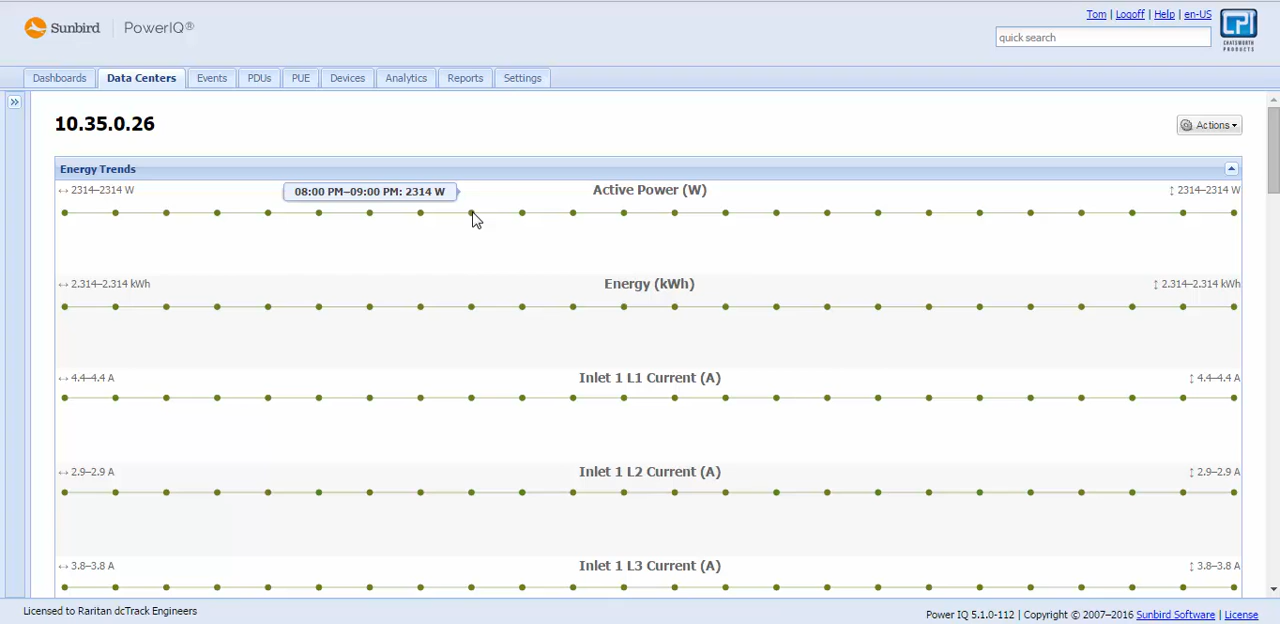 Sunbird PowerIQ®
Tom | Logoff | Help | en-US
quick search
CPI
CHATSWORTH
PRODUCTS
Dashboards Data Centers Events PDUs PUE Devices Analytics Reports Settings
10.35.0.26
Actions
Energy Trends
↔ 2314–2314 W 08:00 PM–09:00 PM: 2314 W Active Power (W) ↕ 2314–2314 W
↔ 2.314–2.314 kWh Energy (kWh) ↕ 2.314–2.314 kWh
↔ 4.4–4.4 A Inlet 1 L1 Current (A) ↕ 4.4–4.4 A
↔ 2.9–2.9 A Inlet 1 L2 Current (A) ↕ 2.9–2.9 A
↔ 3.8–3.8 A Inlet 1 L3 Current (A) ↕ 3.8–3.8 A
Licensed to Raritan dcTrack Engineers
Power IQ 5.1.0-112 | Copyright © 2007–2016 Sunbird Software | License